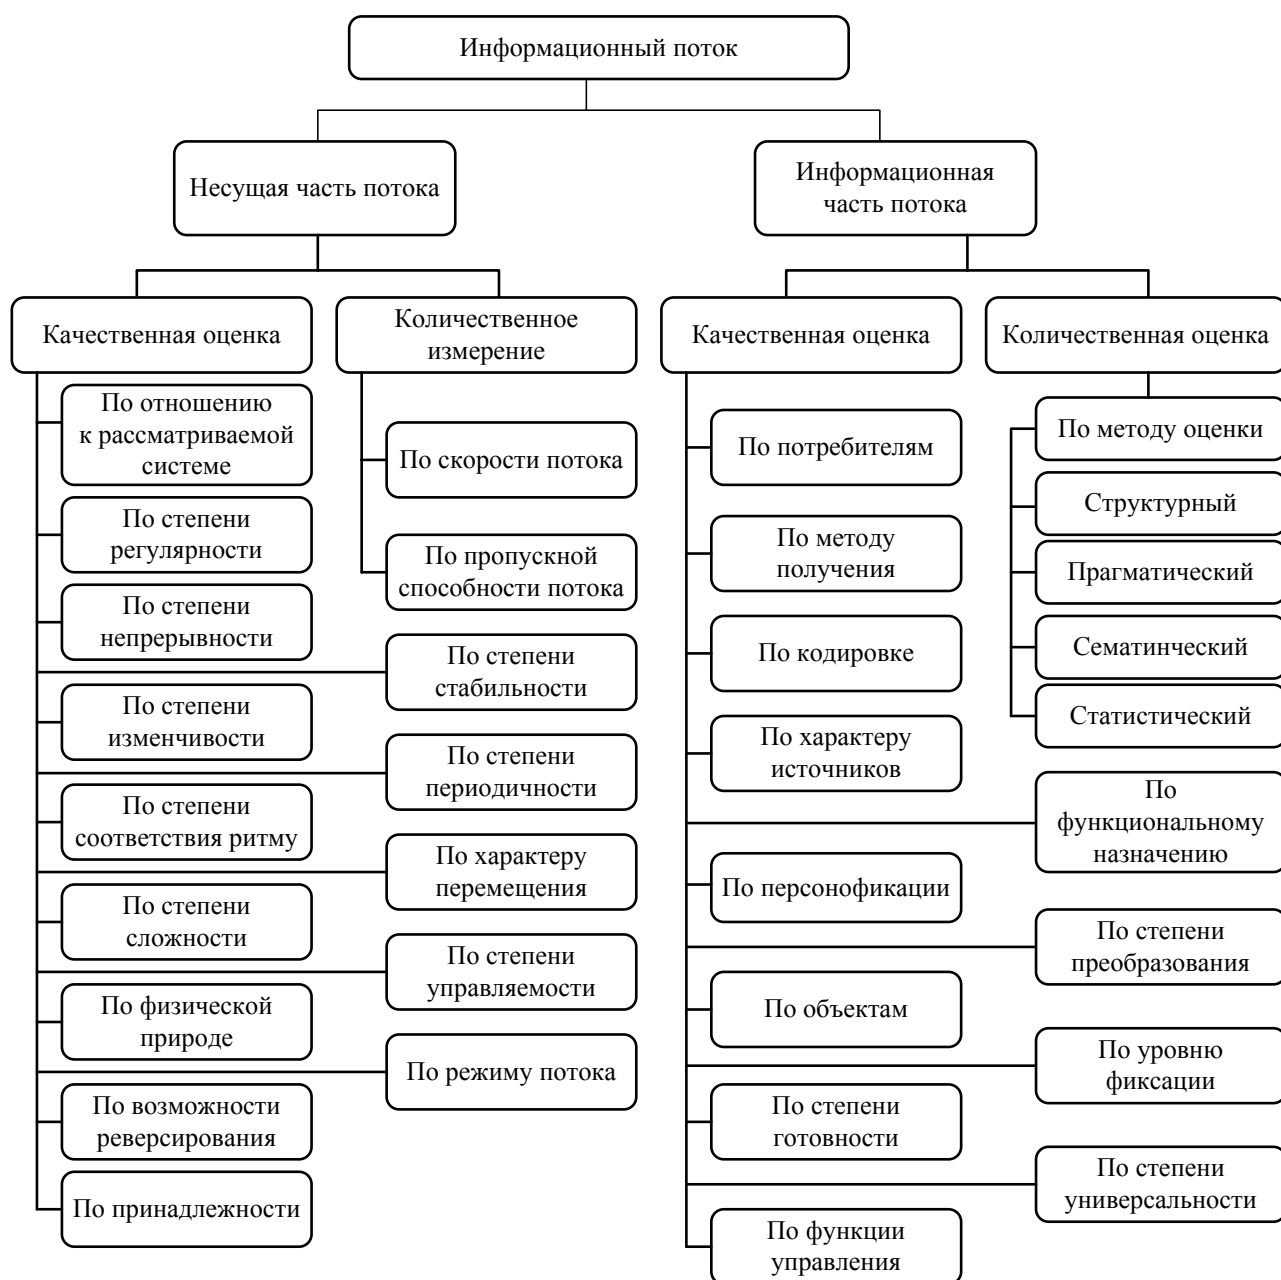 Информационный поток
Несущая часть потока
Информационная
часть потока
Качественная оценка
Количественное
измерение
Качественная оценка
Количественная оценка
По отношению
к рассматриваемой
системе
По степени
регулярности
По степени
непрерывности
По степени
изменчивости
По степени
соответствия ритму
По степени
сложности
По физической
природе
По возможности
реверсирования
По принадлежности
По скорости потока
По пропускной
способности потока
По степени
стабильности
По степени
периодичности
По характеру
перемещения
По степени
управляемости
По режиму потока
По потребителям
По методу
получения
По кодировке
По характеру
источников
По персонофикации
По объектам
По степени
готовности
По функции
управления
По методу оценки
Структурный
Прагматический
Сематинческий
Статистический
По
функциональному
назначению
По степени
преобразования
По уровню
фиксации
По степени
универсальности